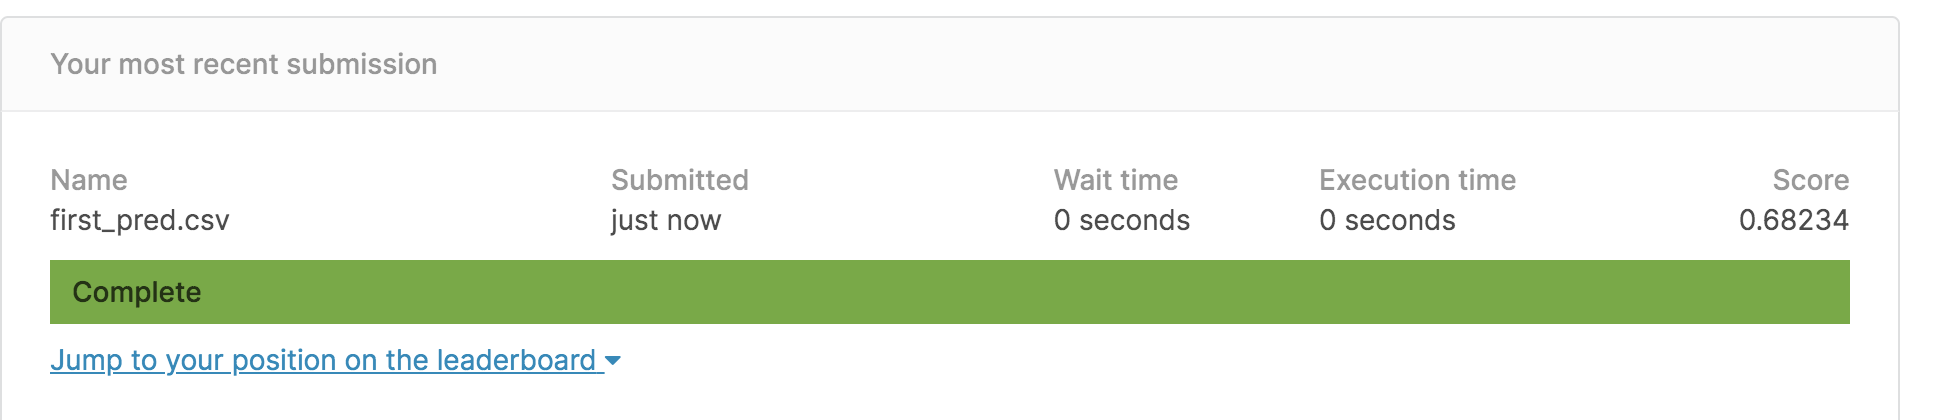 Your most recent submission
Name Submitted Wait time Execution time Score
first_pred.csv just now 0 seconds 0 seconds 0.68234
Complete
Jump to your position on the leaderboard